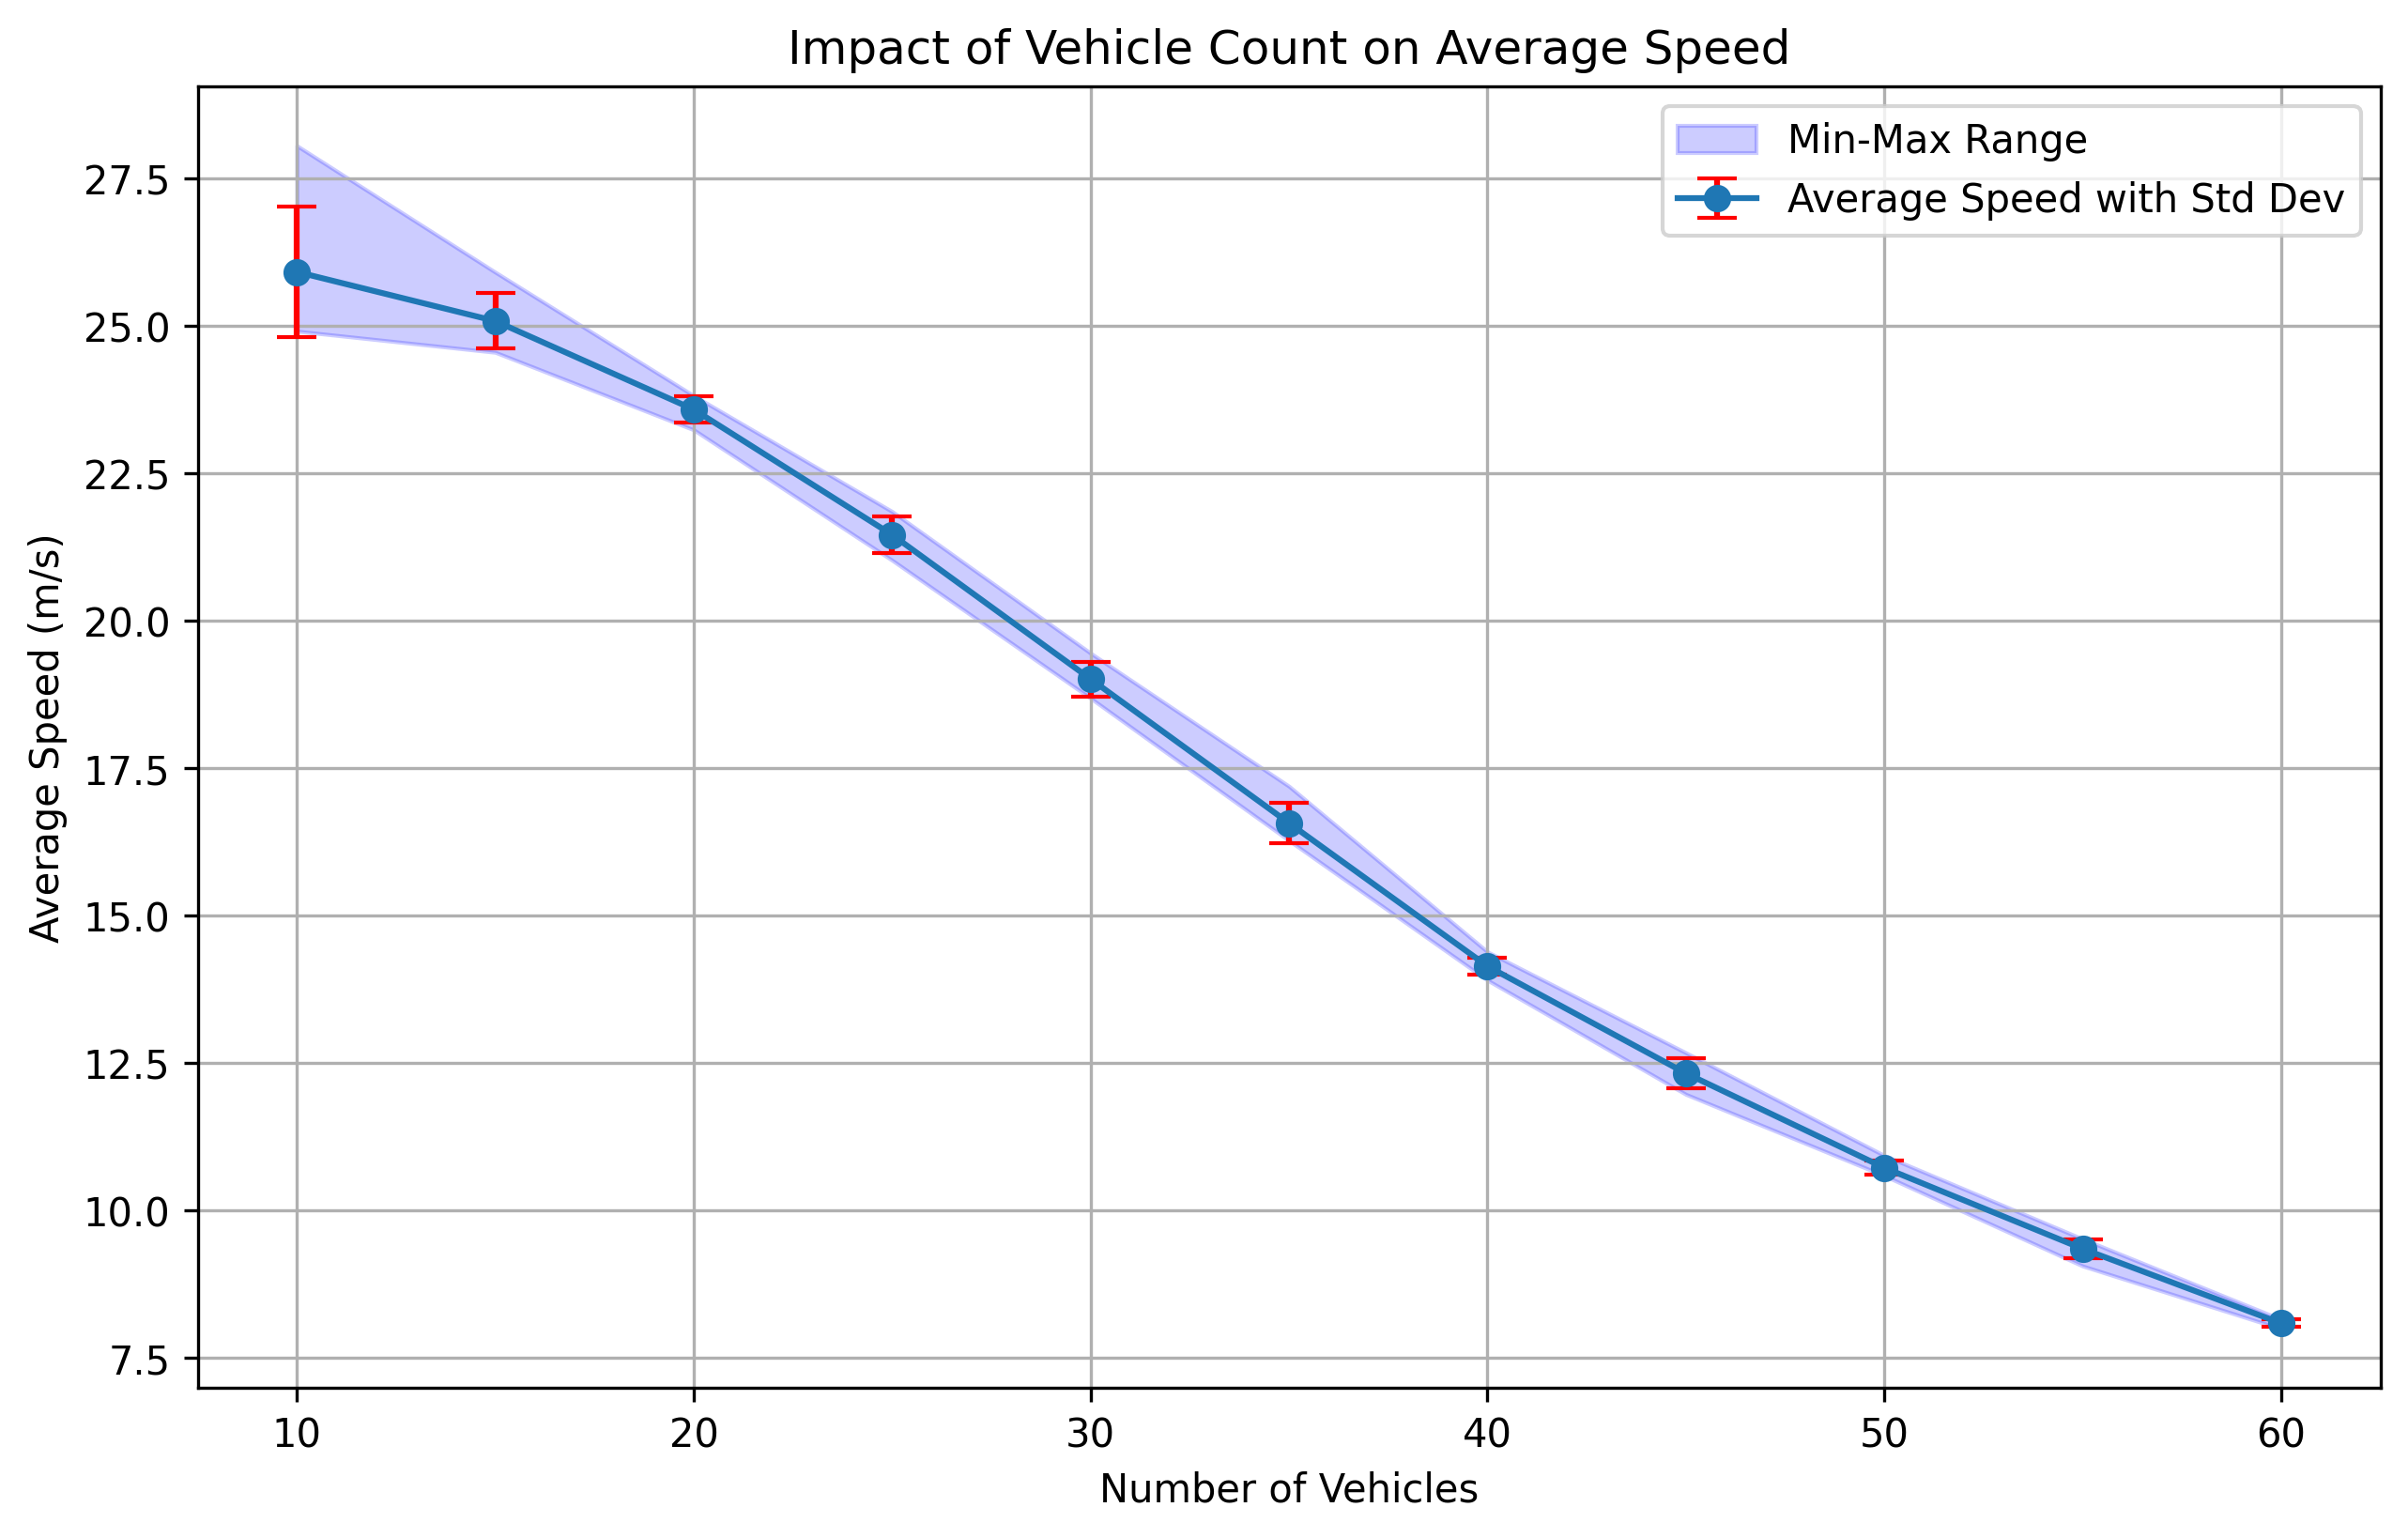 Impact of Vehicle Count on Average Speed
Min-Max Range
Average Speed with Std Dev
Average Speed (m/s)
27.5
25.0
22.5
20.0
17.5
15.0
12.5
10.0
7.5
10 20 30 40 50 60
Number of Vehicles